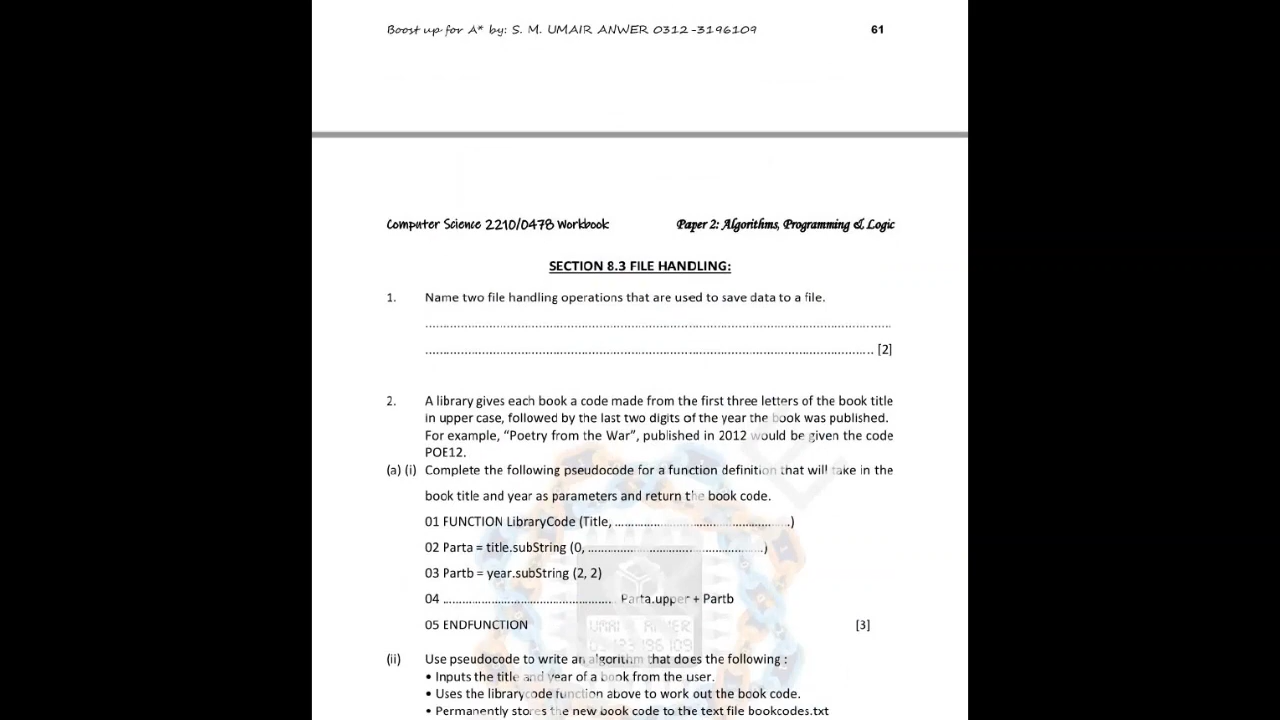 Boost up for A* by: S. M. UMAIR ANWER 0312-3196109 61
Computer Science 2210/0478 Workbook Paper 2: Algorithms, Programming & Logic
SECTION 8.3 FILE HANDLING:
1. Name two file handling operations that are used to save data to a file.
................................................................................
................................................................................ [2]
2. A library gives each book a code made from the first three letters of the book title
in upper case, followed by the last two digits of the year the book was published.
For example, “Poetry from the War”, published in 2012 would be given the code
POE12.
(a) (i) Complete the following pseudocode for a function definition that will take in the
book title and year as parameters and return the book code.
01 FUNCTION LibraryCode (Title, ................................................)
02 Parta = title.subString (0, ................................................)
03 Partb = year.subString (2, 2)
04 ................................................ Parta.upper + Partb
05 ENDFUNCTION [3]
UMAIR ANWER
(ii) Use pseudocode to write an algorithm that does the following :
• Inputs the title and year of a book from the user.
• Uses the librarycode function above to work out the book code.
• Permanently stores the new book code to the text file bookcodes.txt